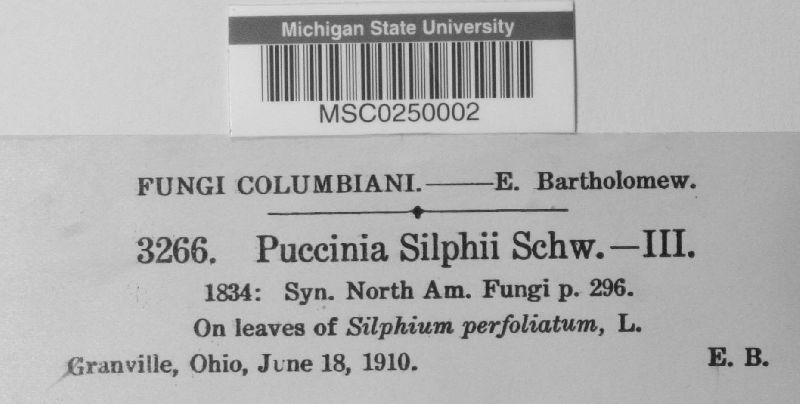 Michigan State University
MSC0250002
FUNGI COLUMBIANI.——E. Bartholomew.
3266. Puccinia Silphii Schw.—III.
1834: Syn. North Am. Fungi p. 296.
On leaves of Silphium perfoliatum, L.
Granville, Ohio, June 18, 1910. E. B.